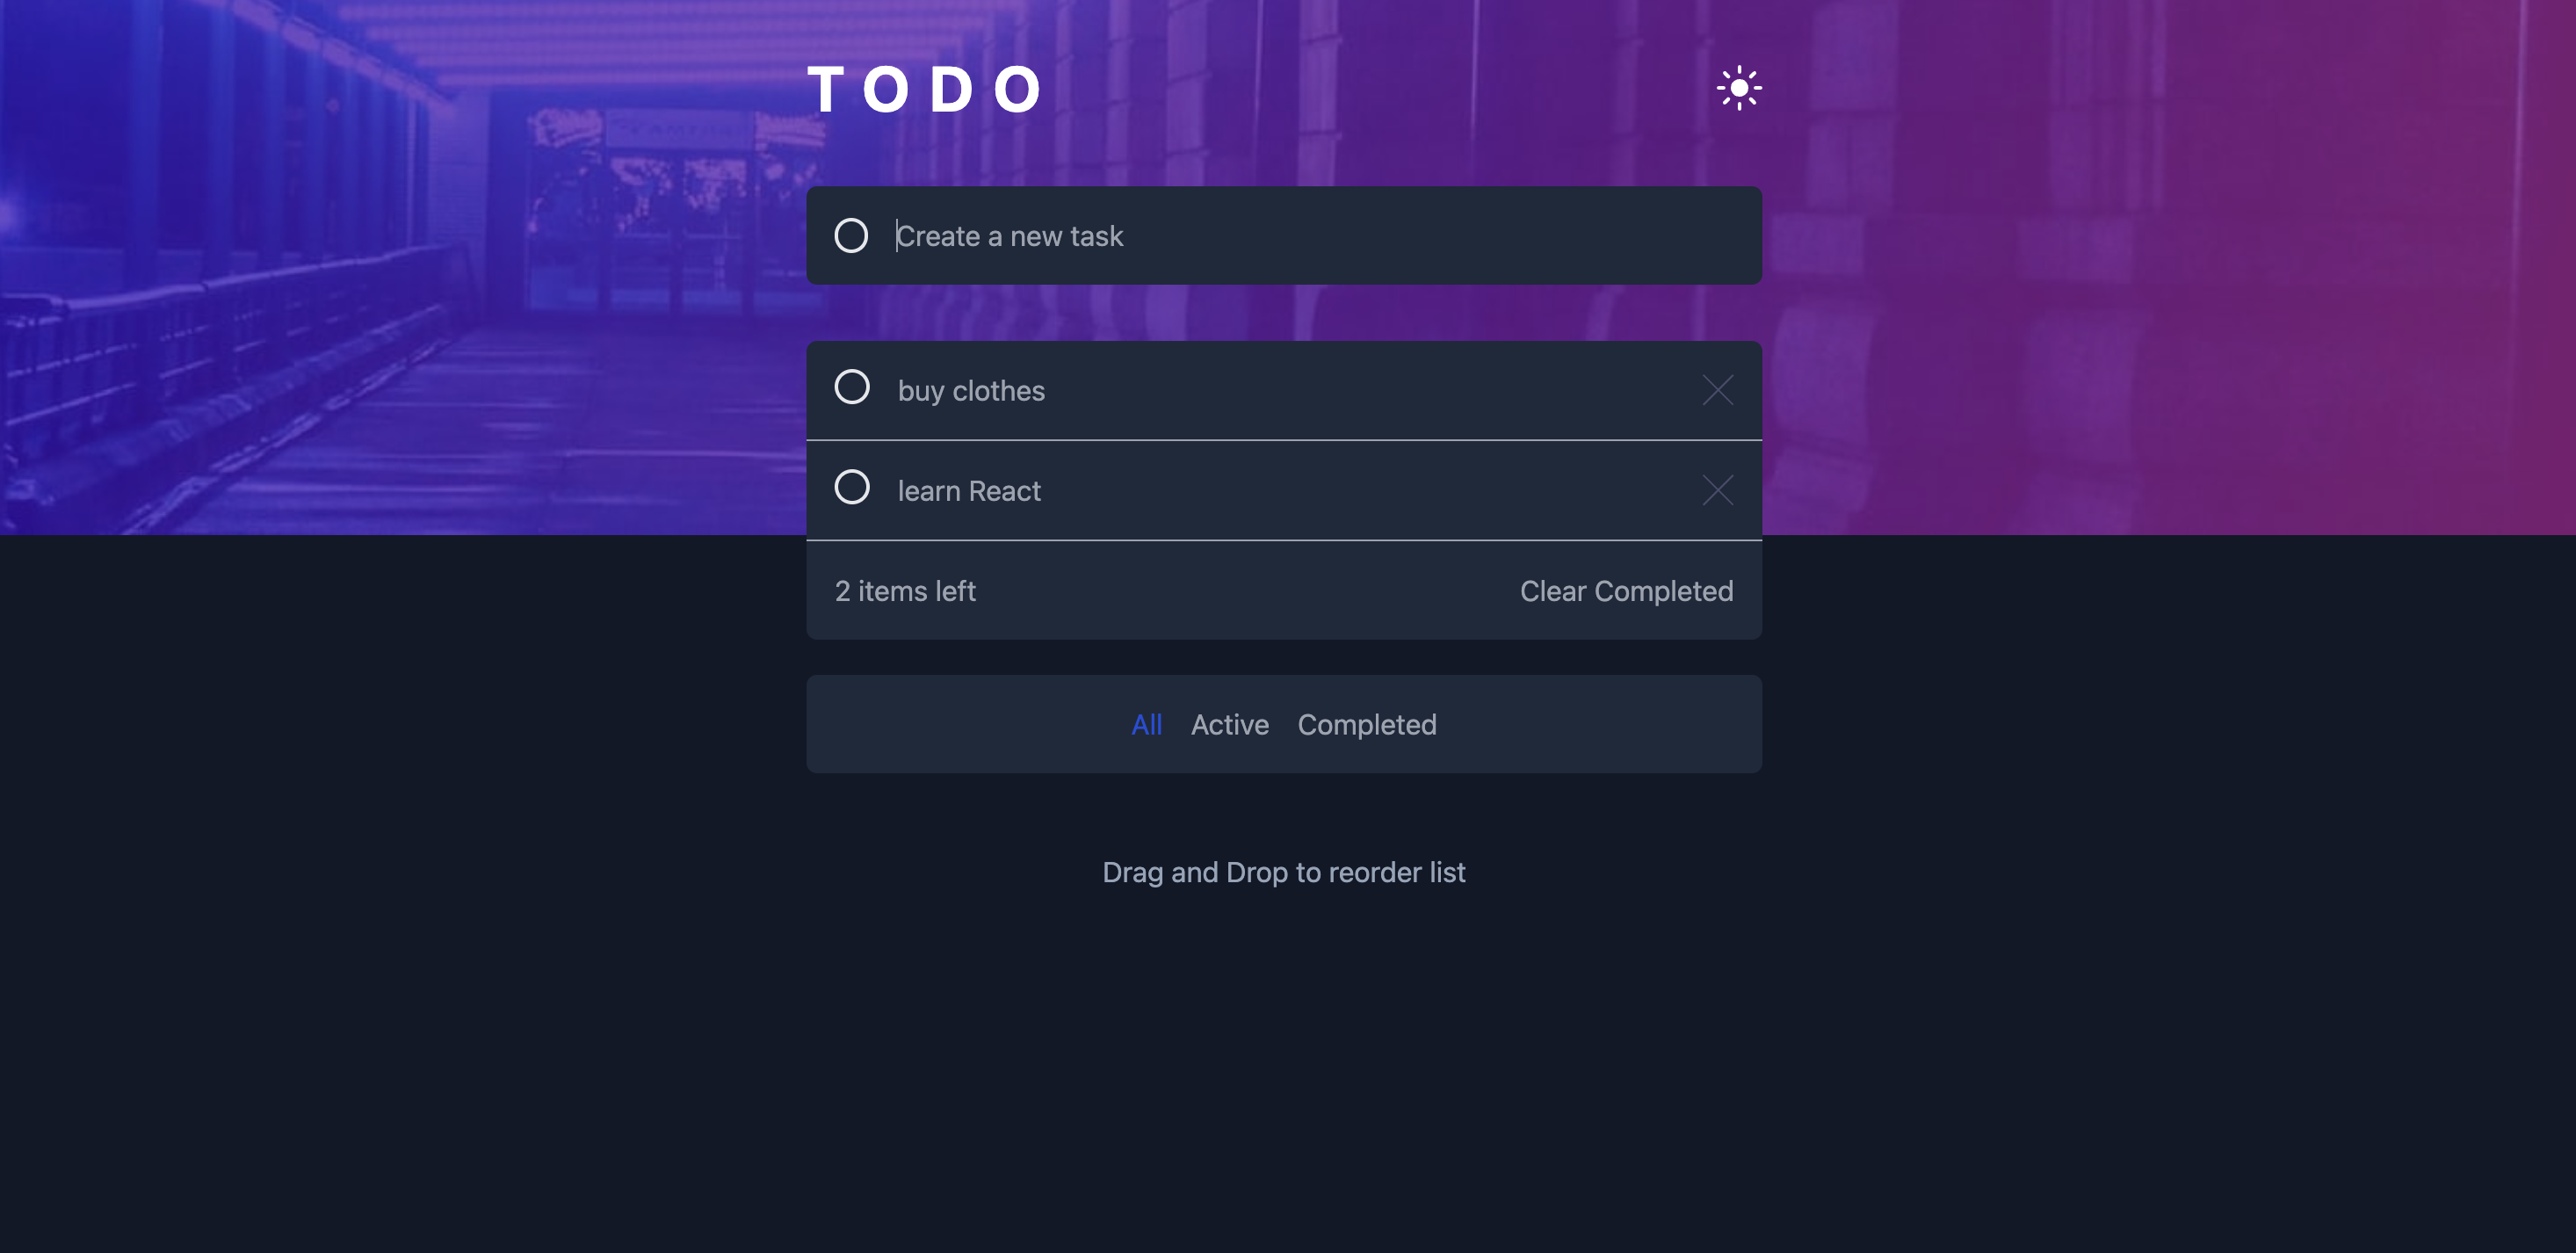 TODO
Create a new task
buy clothes
learn React
2 items left Clear Completed
All Active Completed
Drag and Drop to reorder list